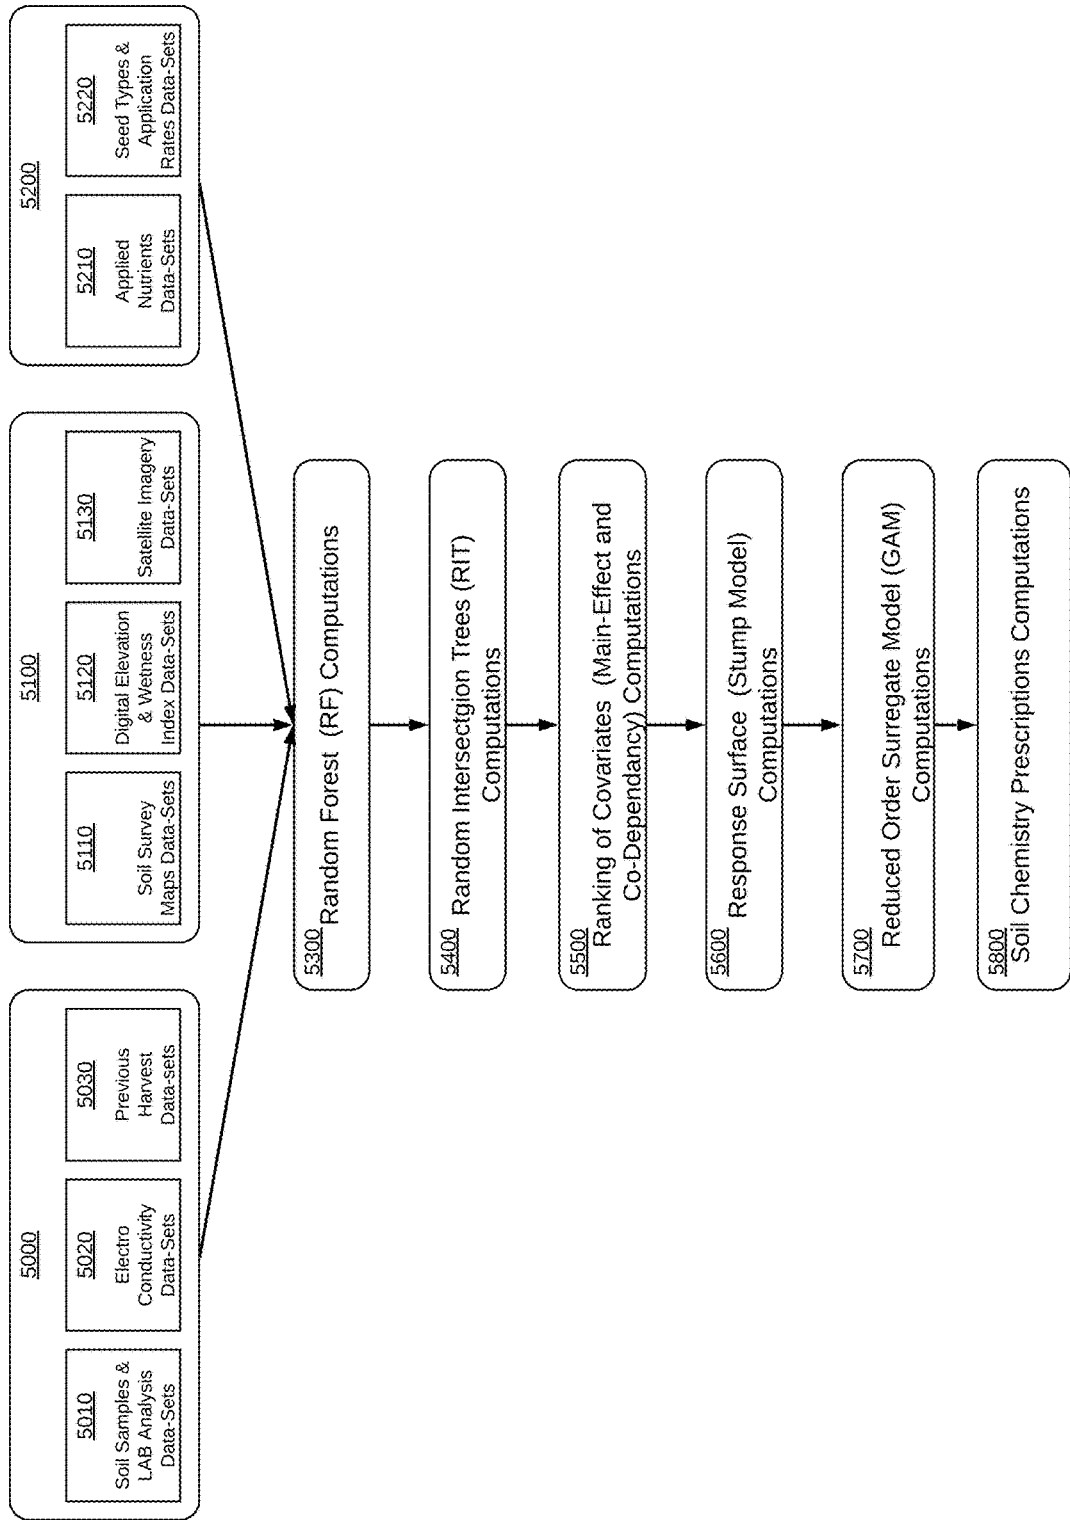 5000
5010
Soil Samples &
LAB Analysis
Data-Sets
5020
Electro
Conductivity
Data-Sets
5030
Previous
Harvest
Data-sets
5100
5110
Soil Survey
Maps Data-Sets
5120
Digital Elevation
& Wetness
Index Data-Sets
5130
Satellite Imagery
Data-Sets
5200
5210
Applied
Nutrients
Data-Sets
5220
Seed Types &
Application
Rates Data-Sets
5300
Random Forest (RF) Computations
5400
Random Intersectgion Trees (RIT)
Computations
5500
Ranking of Covariates (Main-Effect and
Co-Dependancy) Computations
5600
Response Surface (Stump Model)
Computations
5700
Reduced Order Surregate Model (GAM)
Computations
5800
Soil Chemistry Prescriptions Computations